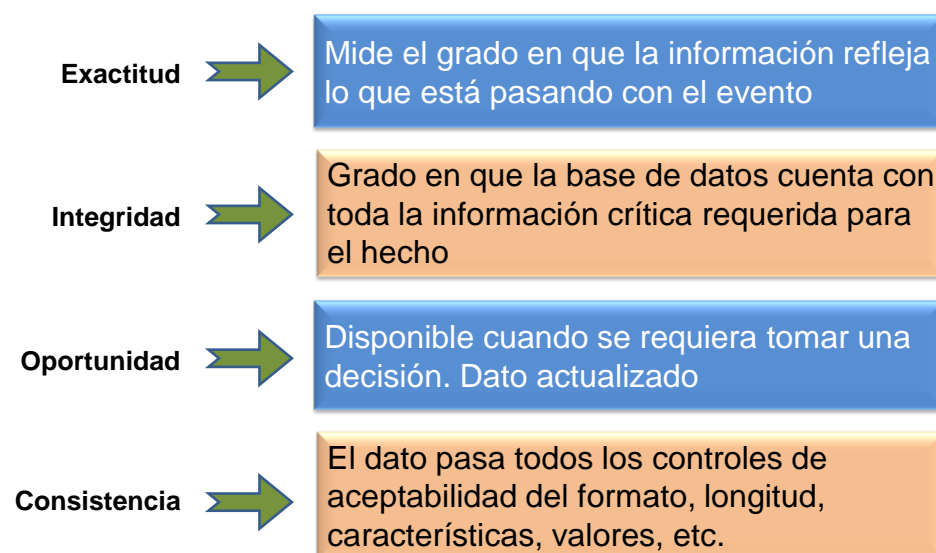 Exactitud
Mide el grado en que la información refleja
lo que está pasando con el evento
Integridad
Grado en que la base de datos cuenta con
toda la información crítica requerida para
el hecho
Oportunidad
Disponible cuando se requiera tomar una
decisión. Dato actualizado
Consistencia
El dato pasa todos los controles de
aceptabilidad del formato, longitud,
características, valores, etc.